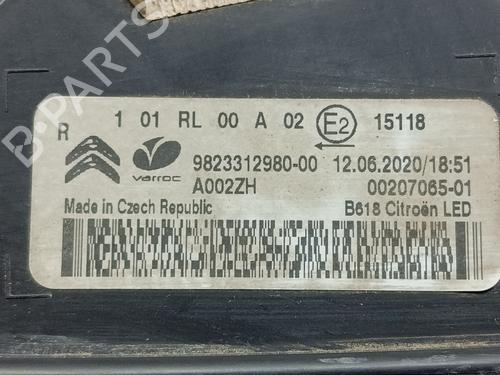 R 1 01 RL 00 A 02 E2 15118
varroc
9823312980-00 12.06.2020/18:51
A002ZH 00207065-01
Made in Czech Republic B618 Citroën LED
B-PARTS